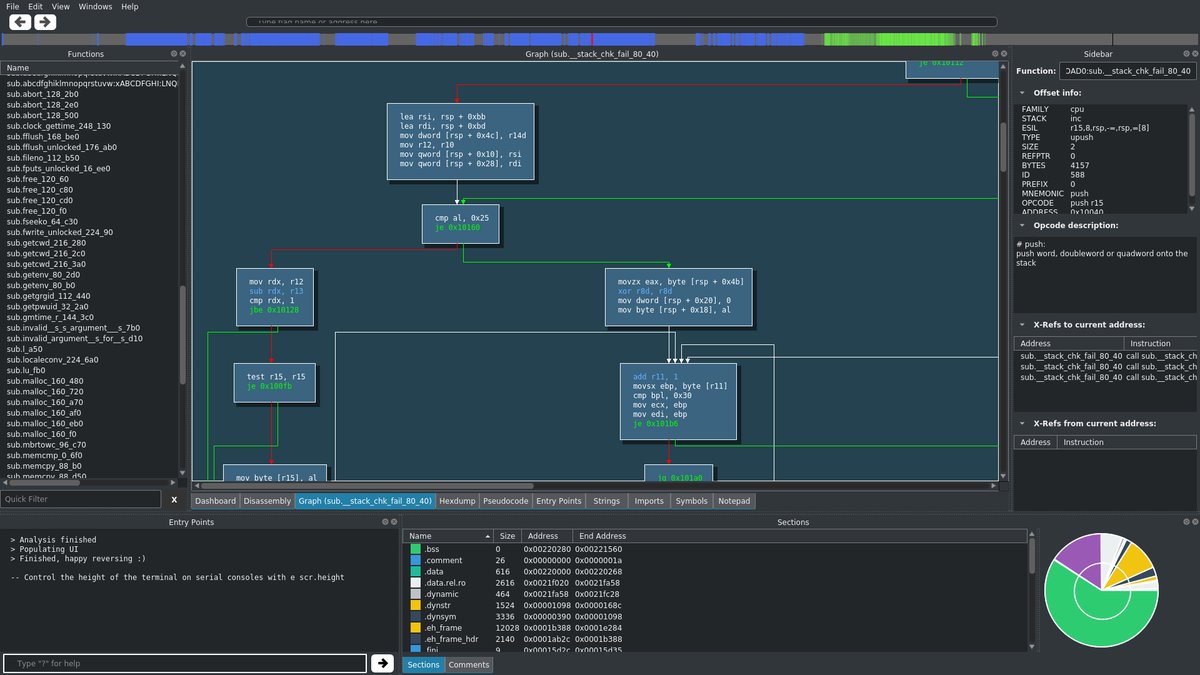 File Edit View Windows Help
Type flag name or address here
Functions
Graph (sub.__stack_chk_fail_80_40)
Sidebar
Name
sub.abcdfghiklmnopqrstuvw:xABCDFGHI:LNQ
sub.abort_128_2b0
sub.abort_128_2e0
sub.abort_128_500
sub.clock_gettime_248_130
sub.fflush_168_be0
sub.fflush_unlocked_176_ab0
sub.fileno_112_b50
sub.fputs_unlocked_16_ee0
sub.free_120_60
sub.free_120_c80
sub.free_120_cd0
sub.free_120_f0
sub.fseeko_64_c30
sub.fwrite_unlocked_224_90
sub.getcwd_216_280
sub.getcwd_216_2c0
sub.getcwd_216_3a0
sub.getenv_80_2d0
sub.getenv_80_b0
sub.getgrgid_112_440
sub.getpwuid_32_2a0
sub.gmtime_r_144_3c0
sub.invalid__s_s_argument__s_7b0
sub.invalid_argument__s_for__s_d10
sub.l_a50
sub.localeconv_224_6a0
sub.lu_fb0
sub.malloc_160_480
sub.malloc_160_720
sub.malloc_160_a70
sub.malloc_160_af0
sub.malloc_160_eb0
sub.malloc_160_f0
sub.mbrtowc_96_c70
sub.memcmp_0_6f0
sub.memcpy_88_b0
sub.memcpy_88_d50
Quick Filter X
je 0x10112
lea rsi, rsp + 0xbb
lea rdi, rsp + 0xbd
mov dword [rsp + 0x4c], r14d
mov r12, r10
mov qword [rsp + 0x10], rsi
mov qword [rsp + 0x28], rdi
cmp al, 0x25
je 0x10160
mov rdx, r12
sub rdx, r13
cmp rdx, 1
jbe 0x10128
movzx eax, byte [rsp + 0x4b]
xor r8d, r8d
mov dword [rsp + 0x20], 0
mov byte [rsp + 0x18], al
test r15, r15
je 0x100fb
add r11, 1
movsx ebp, byte [r11]
cmp bpl, 0x30
mov ecx, ebp
mov edi, ebp
je 0x101b6
mov byte [r15], al
jg 0x101a0
Dashboard Disassembly Graph (sub.__stack_chk_fail_80_40) Hexdump Pseudocode Entry Points Strings Imports Symbols Notepad
Function: OAD0:sub.__stack_chk_fail_80_40
Offset info:
FAMILY cpu
STACK inc
ESIL r15,8,rsp,-=,rsp,=[8]
TYPE upush
SIZE 2
REFPTR 0
BYTES 4157
ID 588
PREFIX 0
MNEMONIC push
OPCODE push r15
ADDRESS 0x10040
Opcode description:
# push:
push word, doubleword or quadword onto the
stack
X-Refs to current address:
Address Instruction
sub.__stack_chk_fail_80_40 call sub.__stack_ch
sub.__stack_chk_fail_80_40 call sub.__stack_ch
sub.__stack_chk_fail_80_40 call sub.__stack_ch
X-Refs from current address:
Address Instruction
Entry Points
> Analysis finished
> Populating UI
> Finished, happy reversing :)
-- Control the height of the terminal on serial consoles with e scr.height
Type "?" for help
Sections
Name Size Address End Address
.bss 0 0x00220280 0x00221560
.comment 26 0x00000000 0x0000001a
.data 616 0x00220000 0x00220268
.data.rel.ro 2616 0x0021f020 0x0021fa58
.dynamic 464 0x0021fa58 0x0021fc28
.dynstr 1524 0x00001098 0x0000168c
.dynsym 3336 0x00000390 0x00001098
.eh_frame 12028 0x0001b388 0x0001e284
.eh_frame_hdr 2140 0x0001ab2c 0x0001b388
.fini 9 0x00015d2c 0x00015d35
Sections Comments